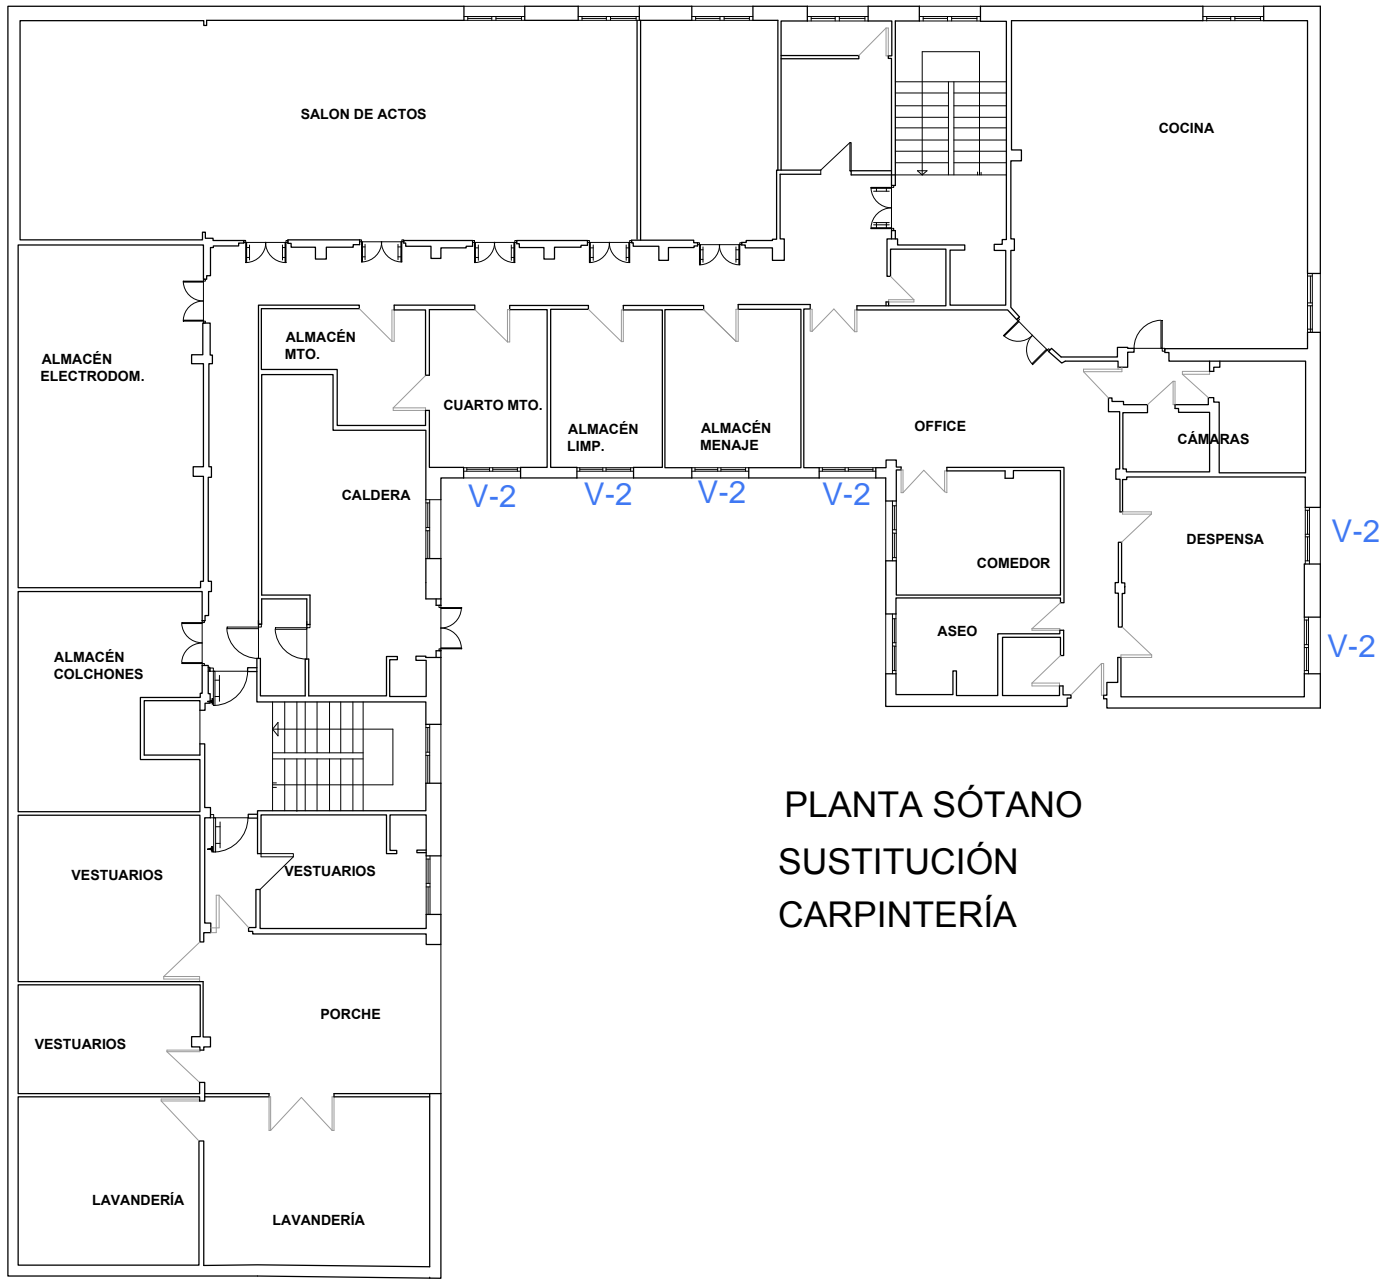 SALON DE ACTOS
COCINA
ALMACÉN
MTO.
ALMACÉN
ELECTRODOM.
CUARTO MTO.
ALMACÉN
LIMP.
ALMACÉN
MENAJE
OFFICE
CÁMARAS
CALDERA
V-2
V-2
V-2
V-2
V-2
DESPENSA
COMEDOR
ASEO
V-2
ALMACÉN
COLCHONES
PLANTA SÓTANO
SUSTITUCIÓN
CARPINTERÍA
VESTUARIOS
VESTUARIOS
PORCHE
VESTUARIOS
LAVANDERÍA
LAVANDERÍA